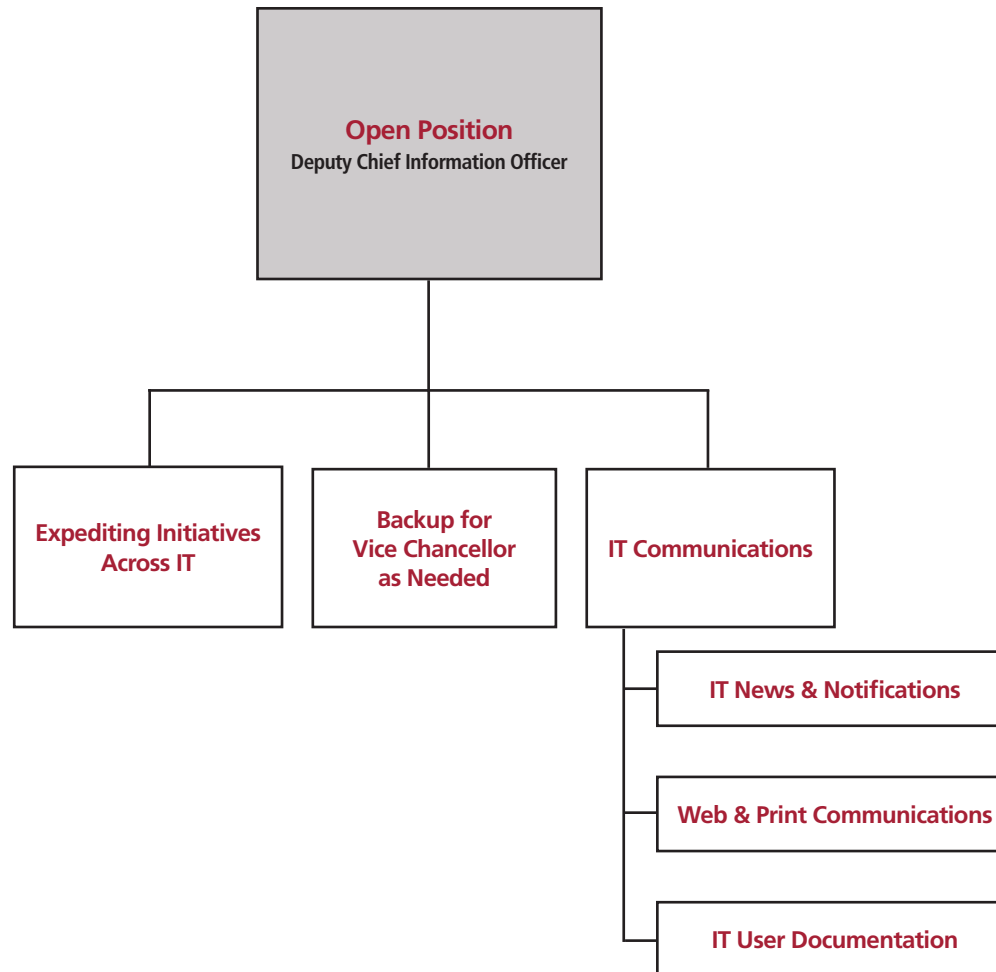 Open Position
Deputy Chief Information Officer
Expediting Initiatives
Across IT
Backup for
Vice Chancellor
as Needed
IT Communications
IT News & Notifications
Web & Print Communications
IT User Documentation